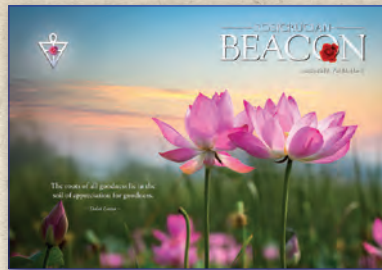 ROSICRUCIAN
BEACON
The roots of all goodness lie in the
soil of appreciation for goodness.